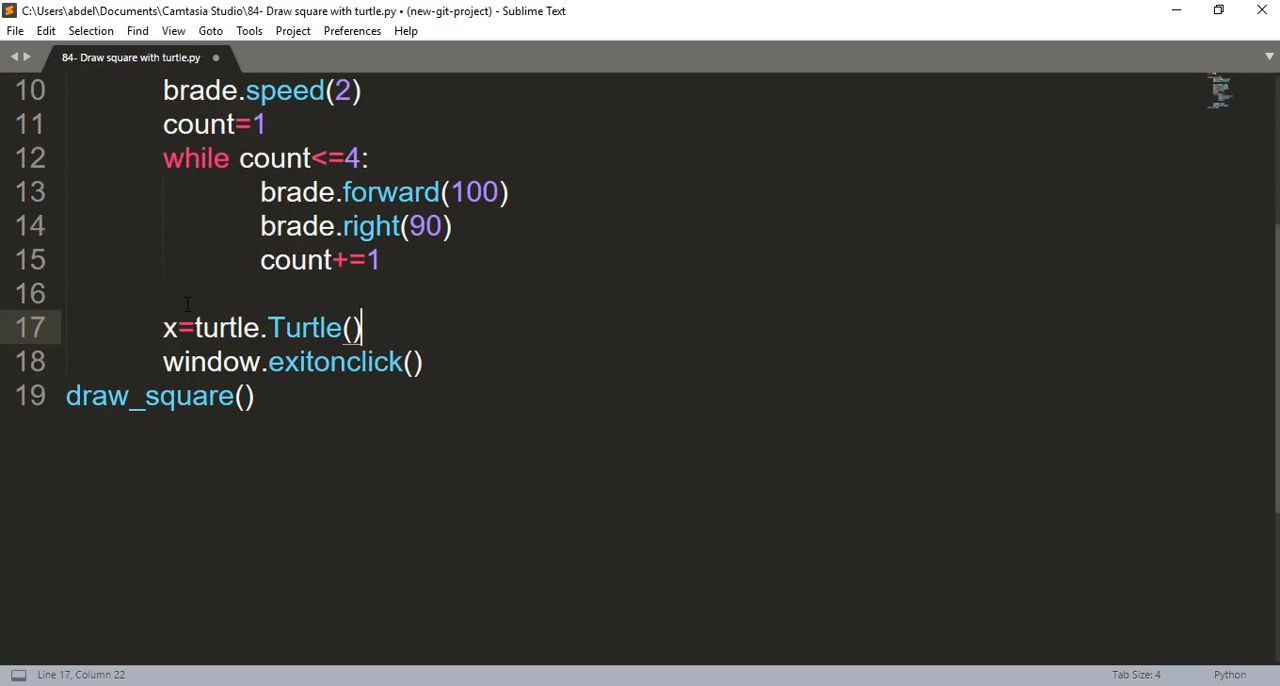 C:\Users\abdel\Documents\Camtasia Studio\84- Draw square with turtle.py • (new-git-project) - Sublime Text
File Edit Selection Find View Goto Tools Project Preferences Help
84- Draw square with turtle.py
10 brade.speed(2)
11 count=1
12 while count<=4:
13 brade.forward(100)
14 brade.right(90)
15 count+=1
16
17 x=turtle.Turtle()
18 window.exitonclick()
19 draw_square()
Line 17, Column 22 Tab Size: 4 Python